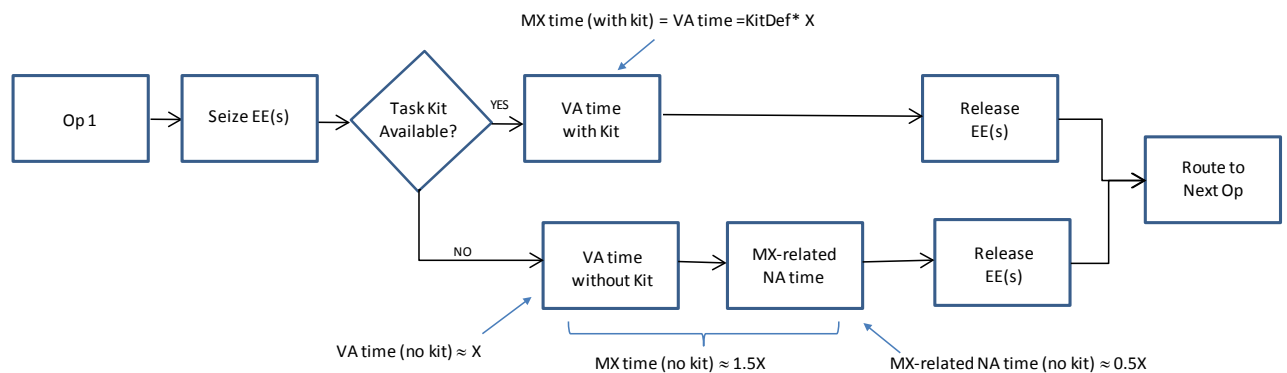 MX time (with kit) = VA time =KitDef* X
Op 1
Seize EE(s)
Task Kit
Available?
YES
VA time
with Kit
Release
EE(s)
Route to
Next Op
NO
VA time
without Kit
MX-related
NA time
Release
EE(s)
VA time (no kit) ≈ X
MX time (no kit) ≈ 1.5X
MX-related NA time (no kit) ≈ 0.5X